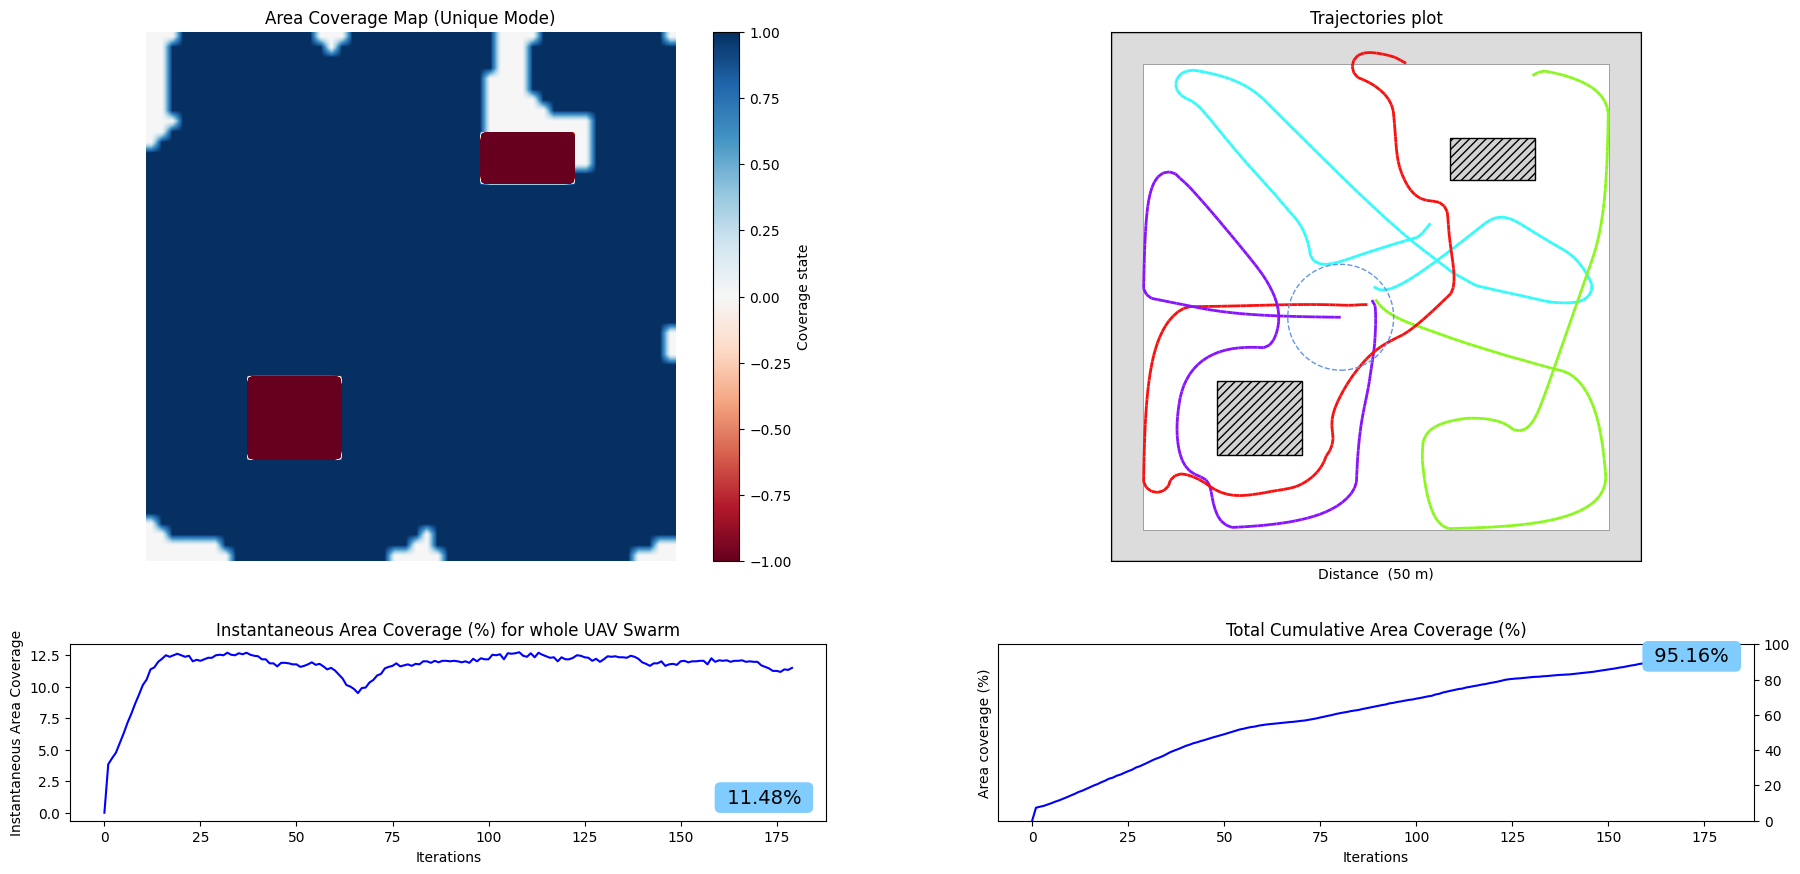 Area Coverage Map (Unique Mode)
1.00
0.75
0.50
0.25
0.00
−0.25
−0.50
−0.75
−1.00
Coverage state
Trajectories plot
Distance  (50 m)
Instantaneous Area Coverage (%) for whole UAV Swarm
Instantaneous Area Coverage
12.5
10.0
7.5
5.0
2.5
0.0
11.48%
0 25 50 75 100 125 150 175
Iterations
Total Cumulative Area Coverage (%)
Area coverage (%)
95.16%
100
80
60
40
20
0
0 25 50 75 100 125 150 175
Iterations